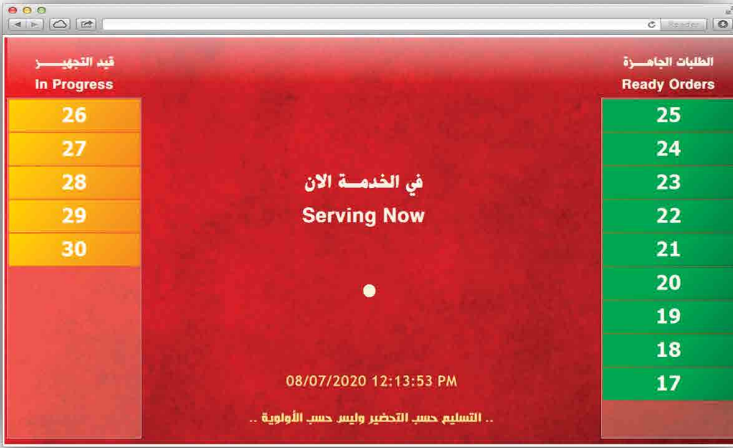 Reader
قيد التجهيـــــز
In Progress
26
27
28
29
30
في الخدمـــة الان
Serving Now
08/07/2020 12:13:53 PM
.. التسليم حسب التحضير وليس حسب الأولوية ..
الطلبات الجاهـــزة
Ready Orders
25
24
23
22
21
20
19
18
17